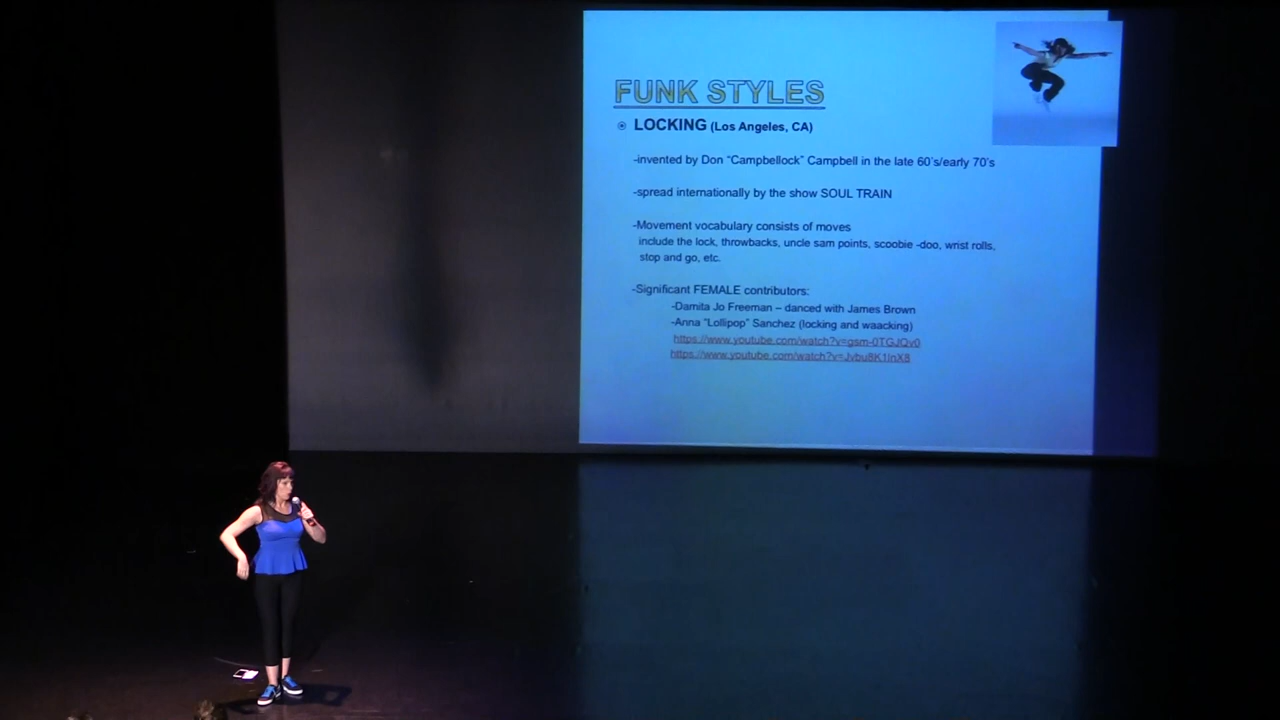 FUNK STYLES
LOCKING (Los Angeles, CA)
-invented by Don “Campbellock” Campbell in the late 60's/early 70's
-spread internationally by the show SOUL TRAIN
-Movement vocabulary consists of moves
include the lock, throwbacks, uncle sam points, scoobie -doo, wrist rolls,
stop and go, etc.
-Significant FEMALE contributors:
-Damita Jo Freeman – danced with James Brown
-Anna “Lollipop” Sanchez (locking and waacking)